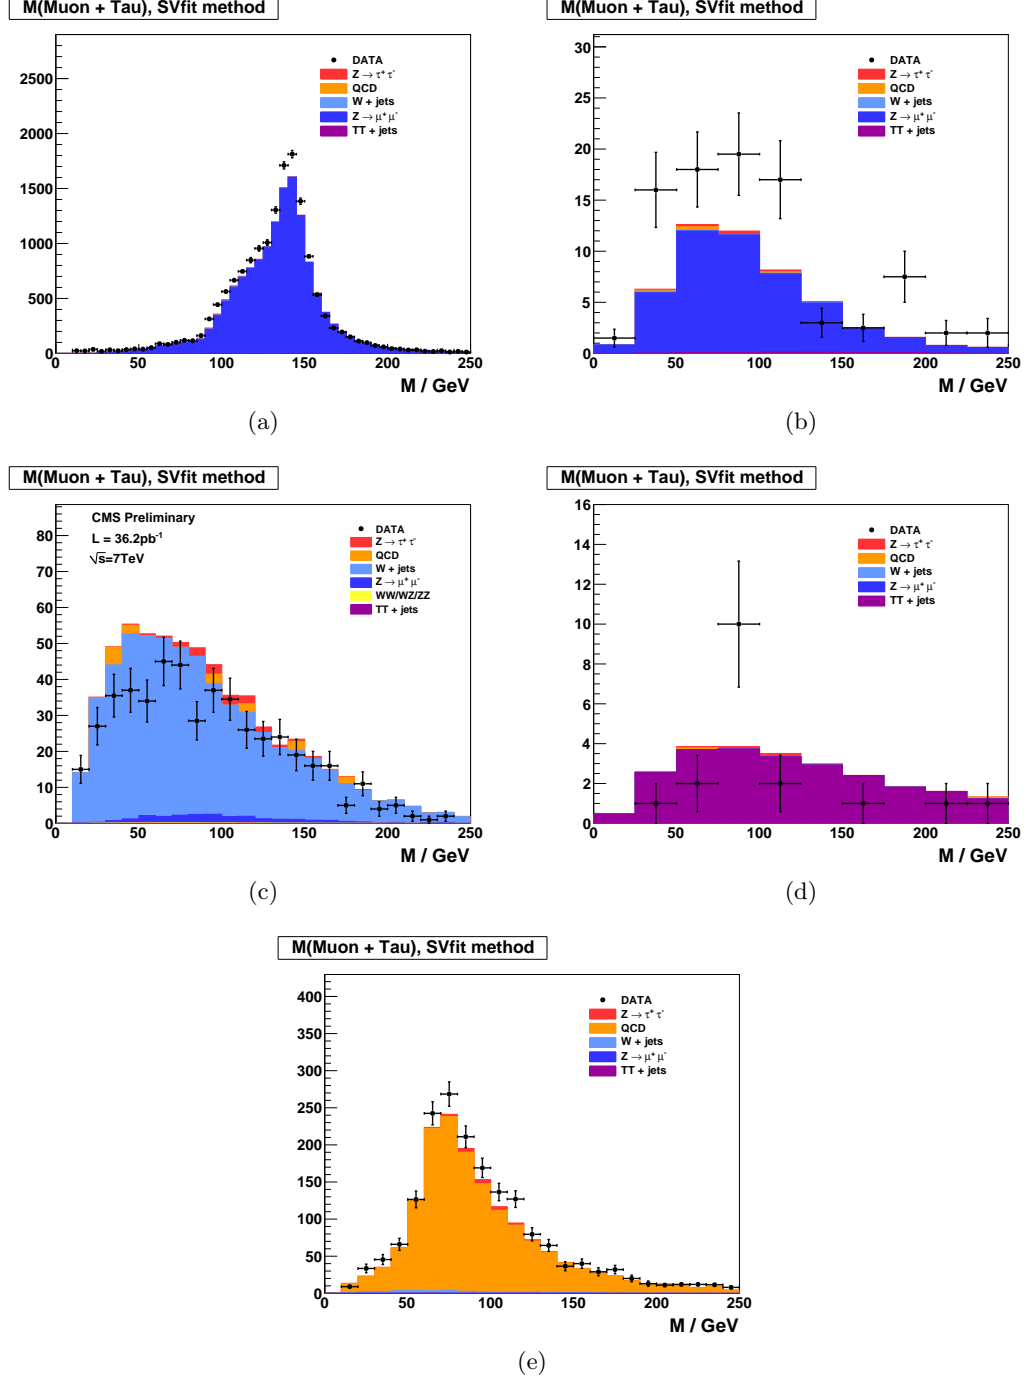 M(Muon + Tau), SVfit method
DATA
Z → τ⁺ τ⁻
QCD
W + jets
Z → μ⁺ μ⁻
TT + jets
2500
2000
1500
1000
500
0
0 50 100 150 200 250
M / GeV
(a)
M(Muon + Tau), SVfit method
DATA
Z → τ⁺ τ⁻
QCD
W + jets
Z → μ⁺ μ⁻
TT + jets
30
25
20
15
10
5
0
0 50 100 150 200 250
M / GeV
(b)
M(Muon + Tau), SVfit method
CMS Preliminary
L = 36.2pb⁻¹
√s=7TeV
DATA
Z → τ⁺ τ⁻
QCD
W + jets
Z → μ⁺ μ⁻
WW/WZ/ZZ
TT + jets
80
70
60
50
40
30
20
10
0
0 50 100 150 200 250
M / GeV
(c)
M(Muon + Tau), SVfit method
DATA
Z → τ⁺ τ⁻
QCD
W + jets
Z → μ⁺ μ⁻
TT + jets
16
14
12
10
8
6
4
2
0
0 50 100 150 200 250
M / GeV
(d)
M(Muon + Tau), SVfit method
DATA
Z → τ⁺ τ⁻
QCD
W + jets
Z → μ⁺ μ⁻
TT + jets
400
350
300
250
200
150
100
50
0
0 50 100 150 200 250
M / GeV
(e)